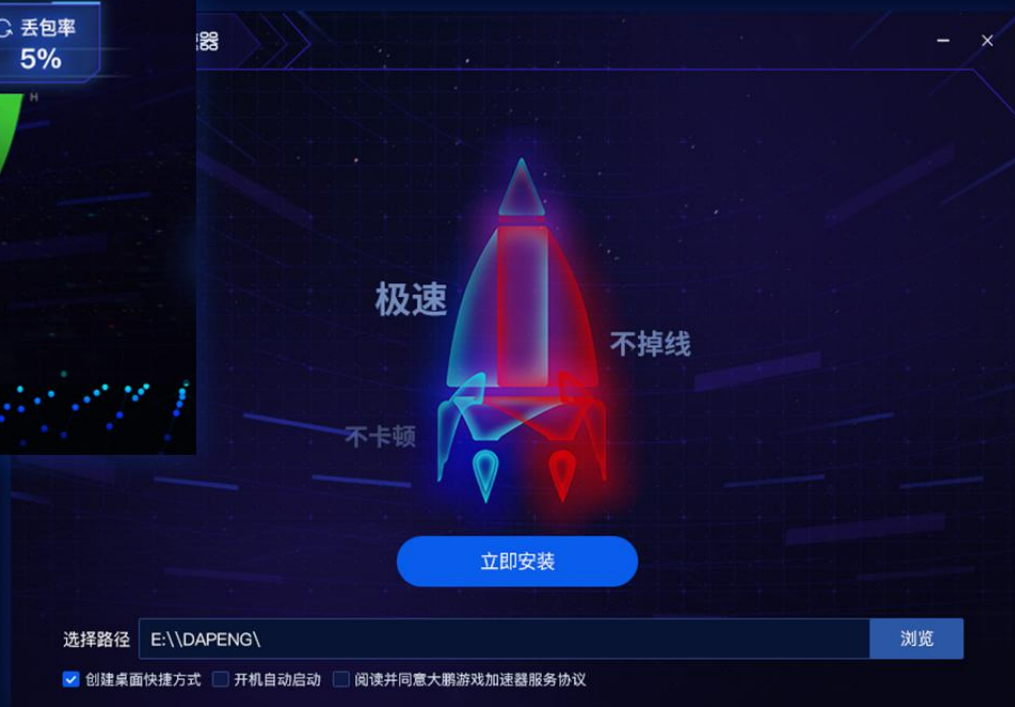 丢包率
5%
器
H
极速
不掉线
不卡顿
立即安装
选择路径 E:\\DAPENG\ 浏览
创建桌面快捷方式 开机自动启动 阅读并同意大鹏游戏加速器服务协议